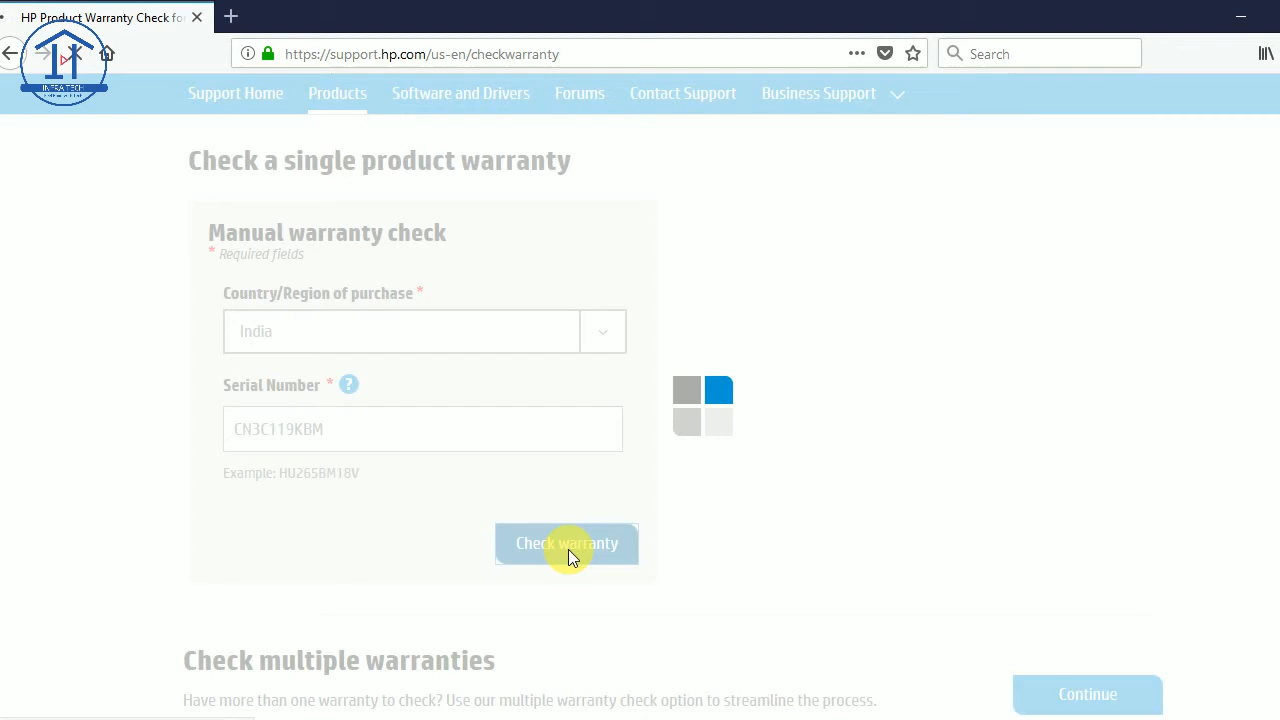 HP Product Warranty Check for
https://support.hp.com/us-en/checkwarranty
Search
INFRA TECH
Support Home Products Software and Drivers Forums Contact Support Business Support
Check a single product warranty
Manual warranty check
* Required fields
Country/Region of purchase *
India
Serial Number * ?
CN3C119KBM
Example: HU265BM18V
Check warranty
Check multiple warranties
Have more than one warranty to check? Use our multiple warranty check option to streamline the process.
Continue